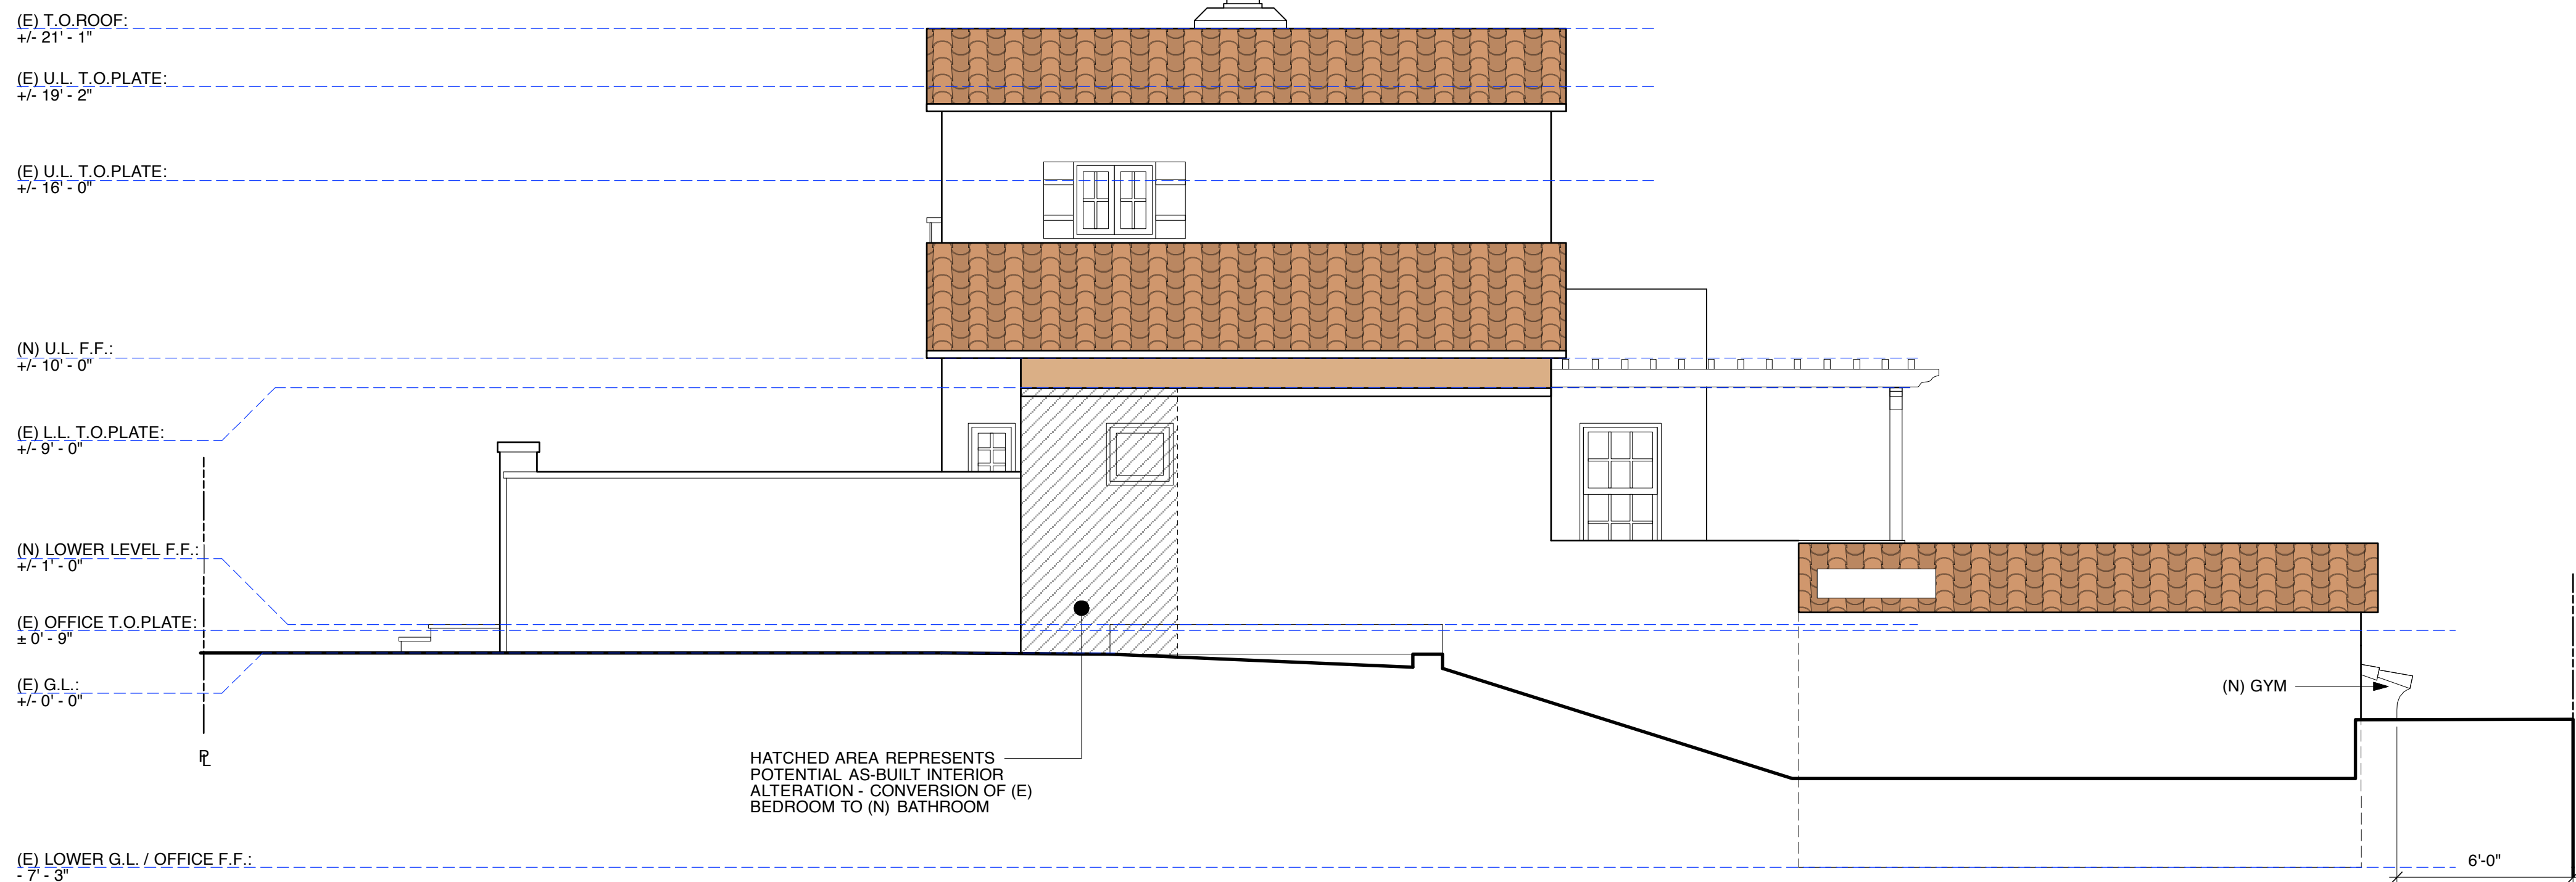 (E) T.O.ROOF:
+/- 21' - 1"
(E) U.L. T.O.PLATE:
+/- 19' - 2"
(E) U.L. T.O.PLATE:
+/- 16' - 0"
(N) U.L. F.F.:
+/- 10' - 0"
(E) L.L. T.O.PLATE:
+/- 9' - 0"
(N) LOWER LEVEL F.F.:
+/- 1' - 0"
(E) OFFICE T.O.PLATE:
± 0' - 9"
(E) G.L.:
+/- 0' - 0"
PL
HATCHED AREA REPRESENTS
POTENTIAL AS-BUILT INTERIOR
ALTERATION - CONVERSION OF (E)
BEDROOM TO (N) BATHROOM
(N) GYM
(E) LOWER G.L. / OFFICE F.F.:
- 7' - 3"
6'-0"